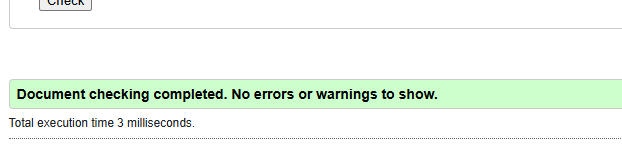 Check
Document checking completed. No errors or warnings to show.
Total execution time 3 milliseconds.